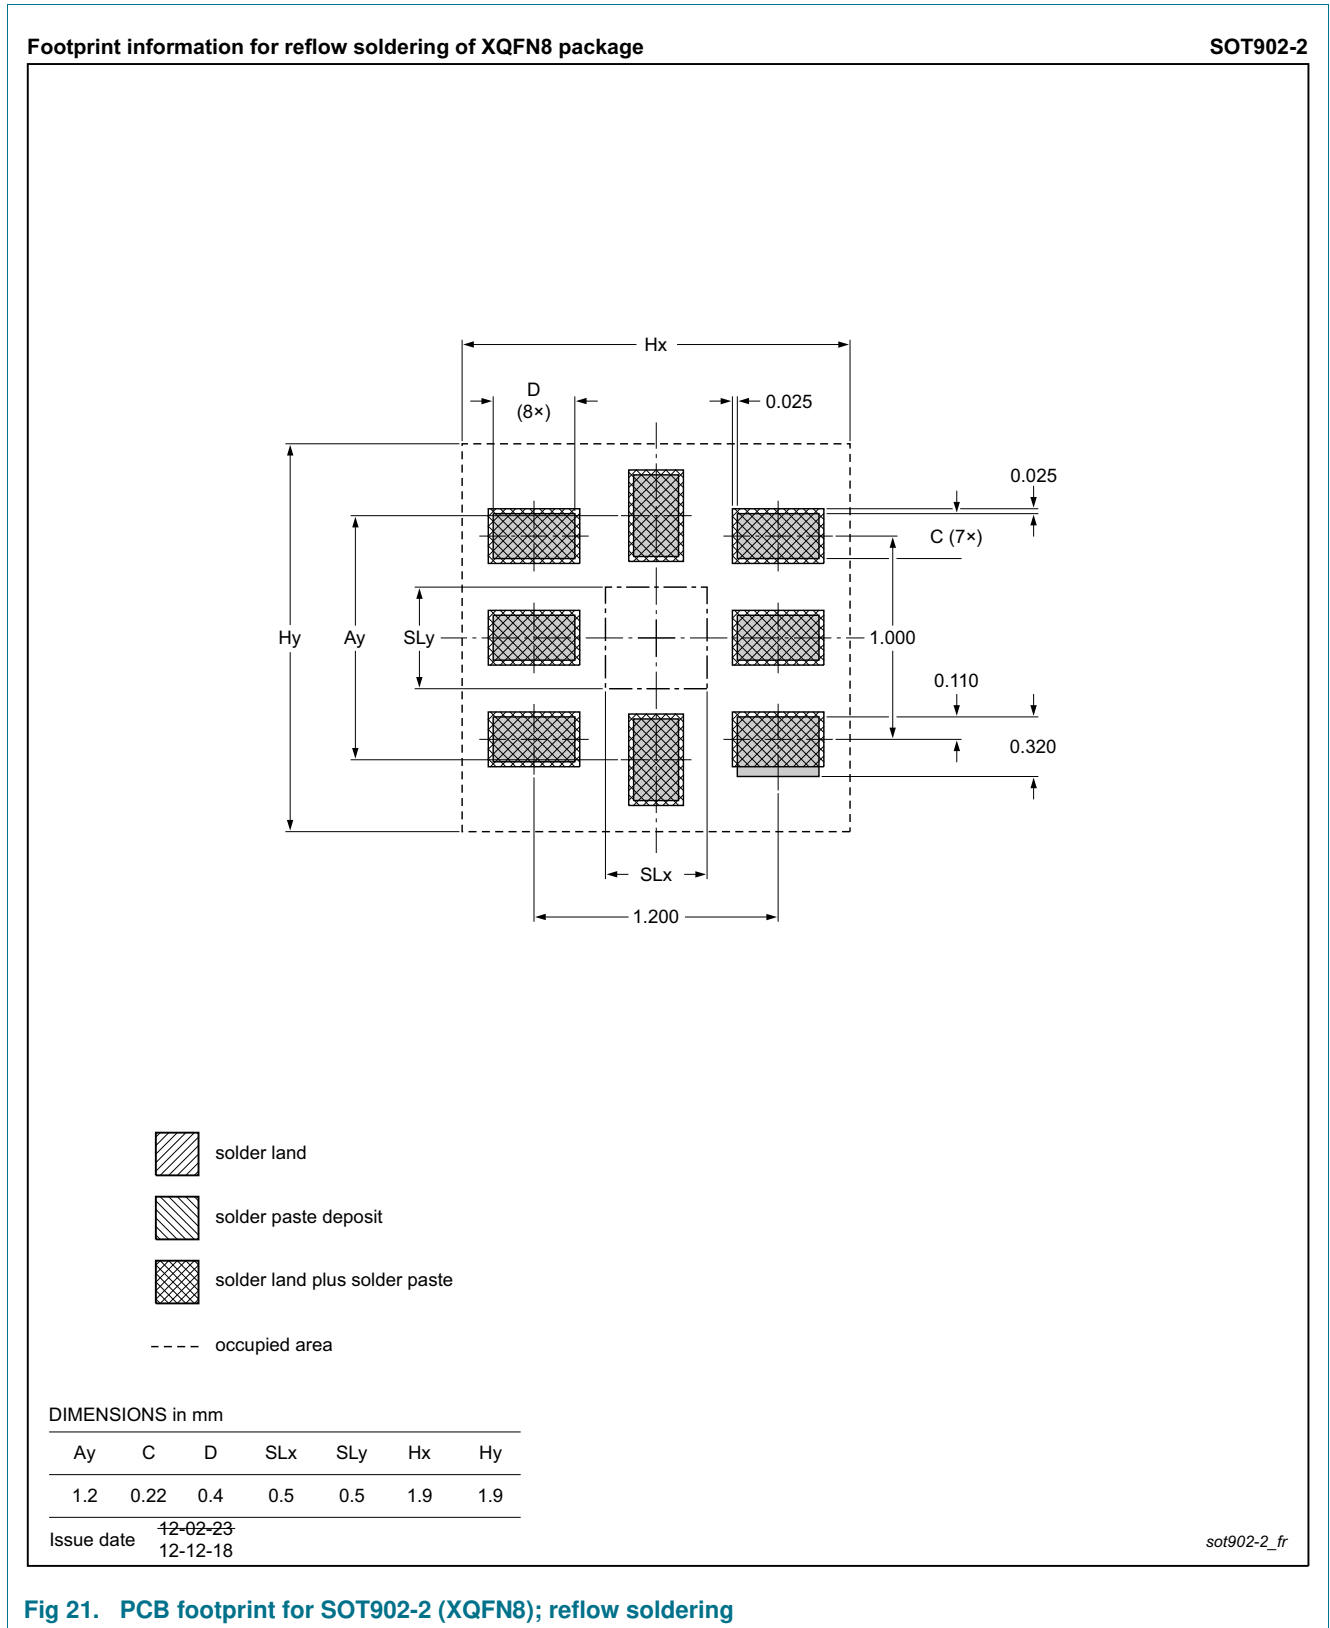 Footprint information for reflow soldering of XQFN8 package SOT902-2
Hx
D
(8×)
0.025
0.025
C (7×)
Hy
Ay
SLy
1.000
0.110
0.320
SLx
1.200
solder land
solder paste deposit
solder land plus solder paste
occupied area
DIMENSIONS in mm
Ay C D SLx SLy Hx Hy
1.2 0.22 0.4 0.5 0.5 1.9 1.9
Issue date 12-02-23
12-12-18
sot902-2_fr
Fig 21. PCB footprint for SOT902-2 (XQFN8); reflow soldering